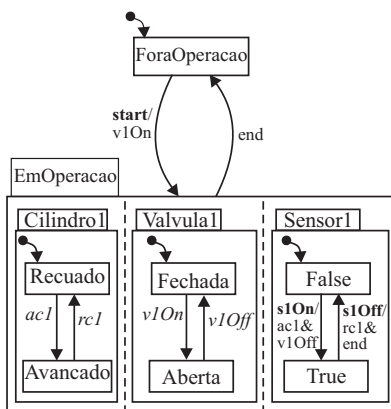 ForaOperacao
start/
v1On
end
EmOperacao
Cilindro1
Valvula1
Sensor1
Recuado
Fechada
False
ac1
rc1
v1On
v1Off
s1On/
ac1&
v1Off
s1Off/
rc1&
end
Avancado
Aberta
True